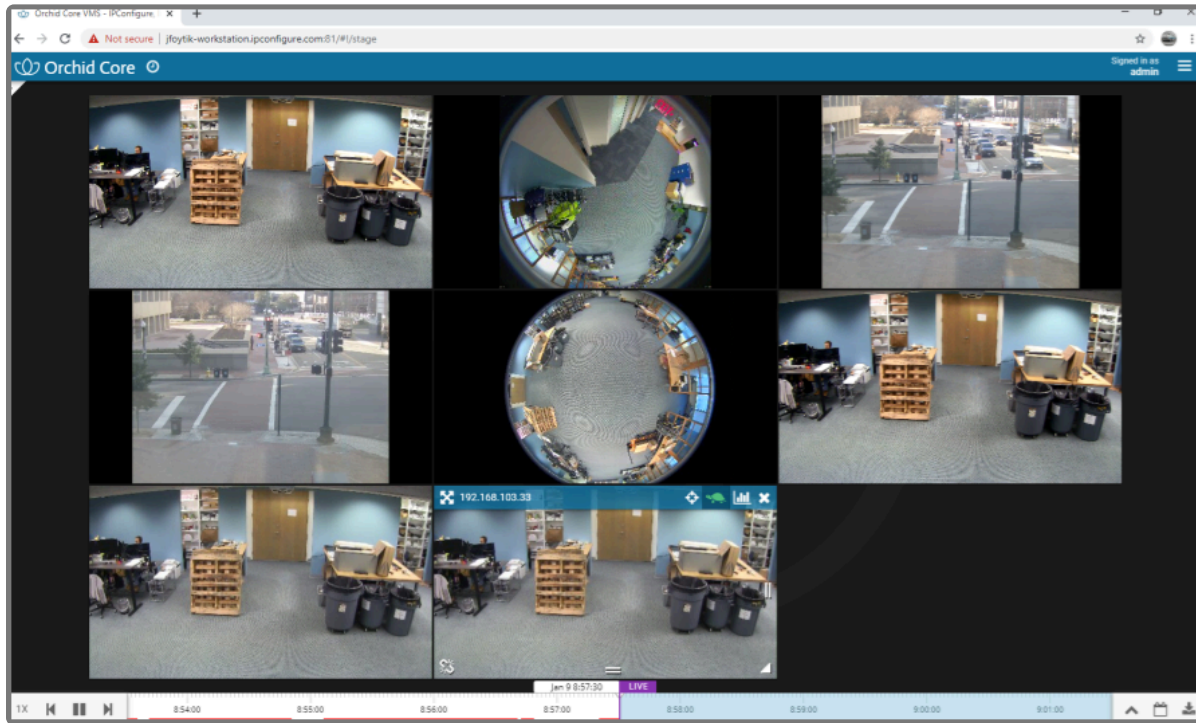 Orchid Core VMS - IPConfigure,
Not secure | jfoytik-workstation.ipconfigure.com:81/#!/stage
Orchid Core
Signed in as
admin
192.168.103.33
Jan 9 8:57:30 LIVE
1X 8:54:00 8:55:00 8:56:00 8:57:00 8:58:00 8:59:00 9:00:00 9:01:00